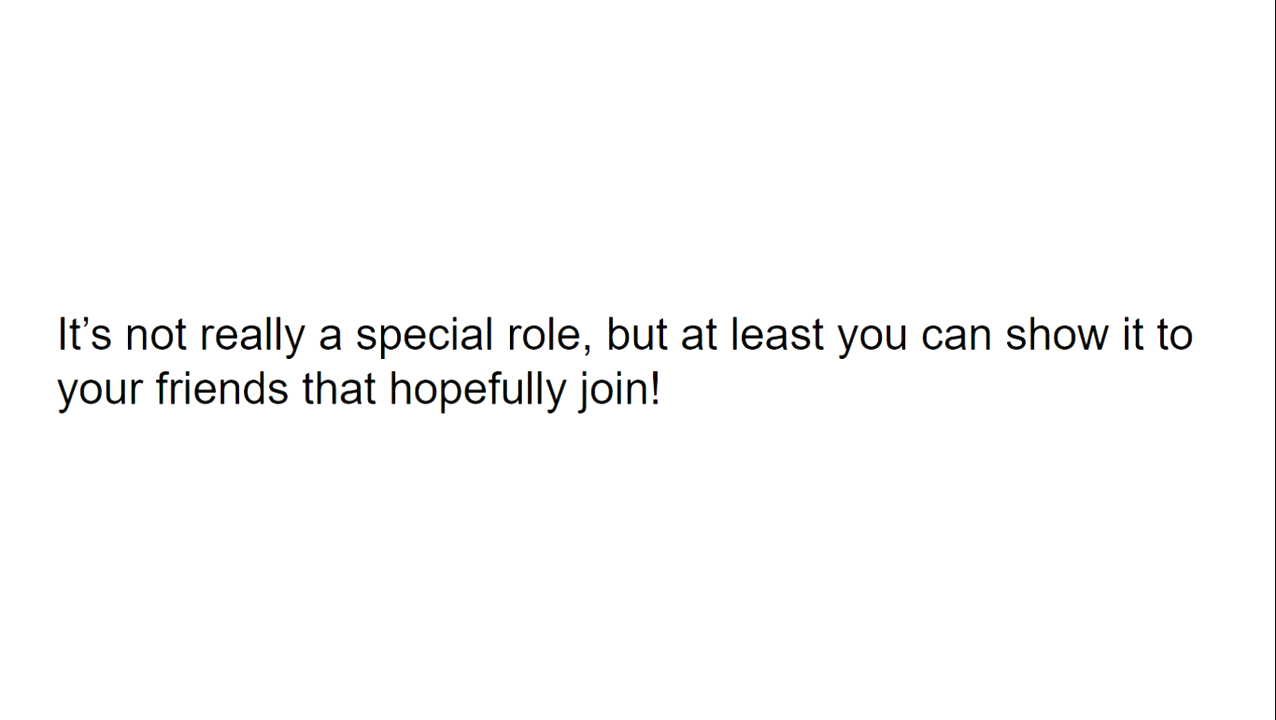 It’s not really a special role, but at least you can show it to
your friends that hopefully join!